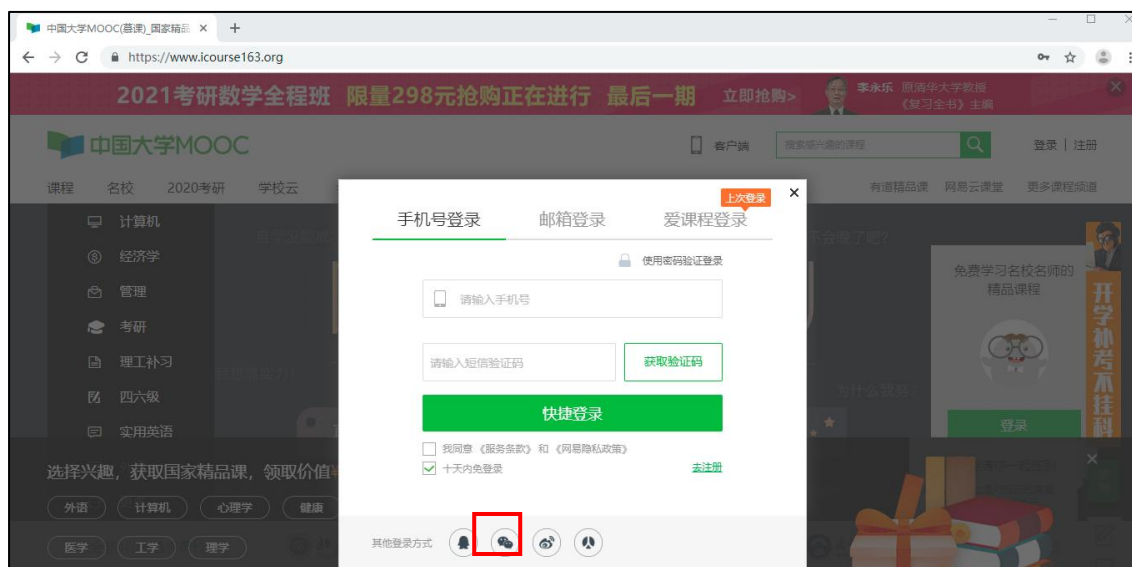 中国大学MOOC(慕课)_国家精品
https://www.icourse163.org
2021考研数学全程班 限量298元抢购正在进行 最后一期 立即抢购>
李永乐 原清华大学教授
《复习全书》主编
中国大学MOOC
客户端
搜索感兴趣的课程
登录 | 注册
课程 名校 2020考研 学校云
有道精品课 网易云课堂 更多课程频道
计算机
经济学
管理
考研
理工补习
四六级
实用英语
上次登录
手机号登录 邮箱登录 爱课程登录
使用密码验证登录
请输入手机号
请输入短信验证码
获取验证码
快捷登录
我同意《服务条款》和《网易隐私政策》
十天内免登录
去注册
其他登录方式
免费学习名校名师的
精品课程
登录
开学补考不挂科
为什么我努
选择兴趣，获取国家精品课，领取价值
外语 计算机 心理学 健康
医学 工学 理学